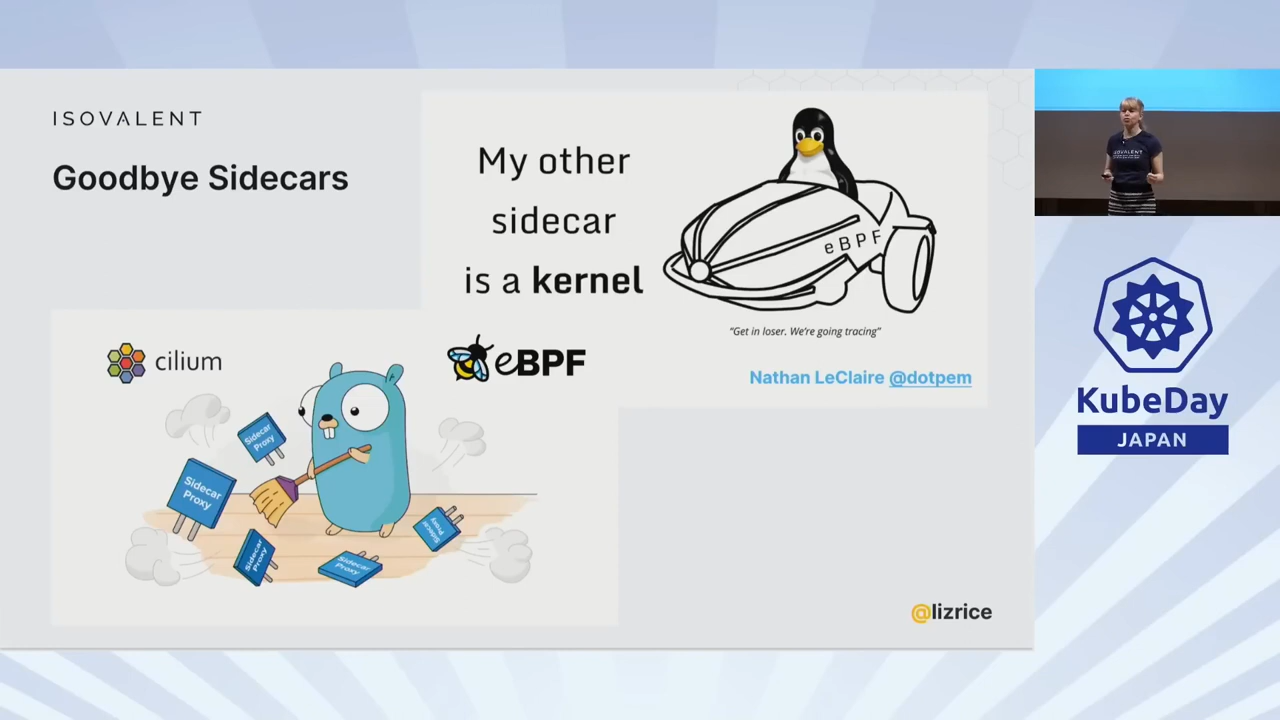 ISOVALENT
Goodbye Sidecars
My other
sidecar
is a kernel
eBPF
"Get in loser. We're going tracing"
Nathan LeClaire @dotpem
cilium
eBPF
Sidecar
Proxy
Sidecar
Proxy
Sidecar
Proxy
Sidecar
Proxy
Sidecar
Proxy
@lizrice
ISOVALENT
KubeDay
JAPAN